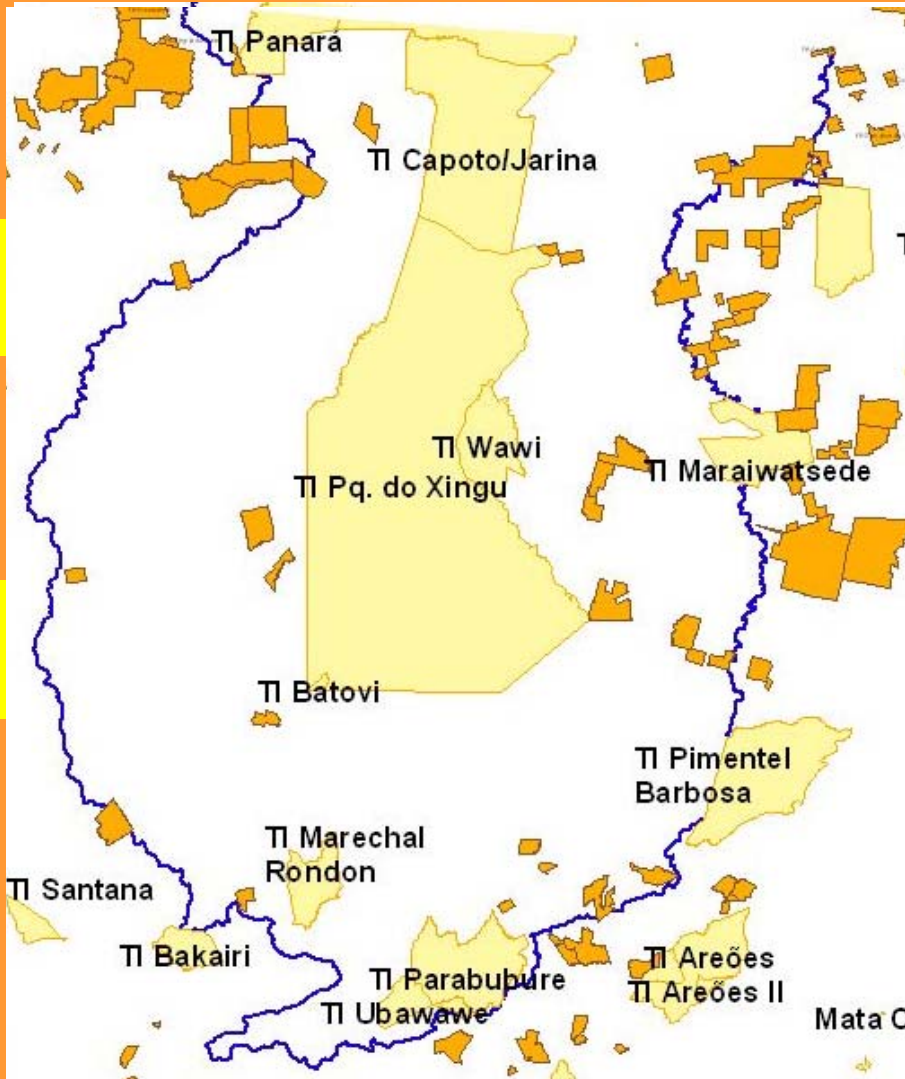 TI Panará
TI Capoto/Jarina
T
TI Wawi
TI Maraiwatsede
TI Pq. do Xingu
TI Batovi
TI Pimentel
Barbosa
TI Marechal
Rondon
TI Santana
TI Bakairi
TI Areões
TI Parabubure
TI Areões II
TI Ubawawe
Mata C